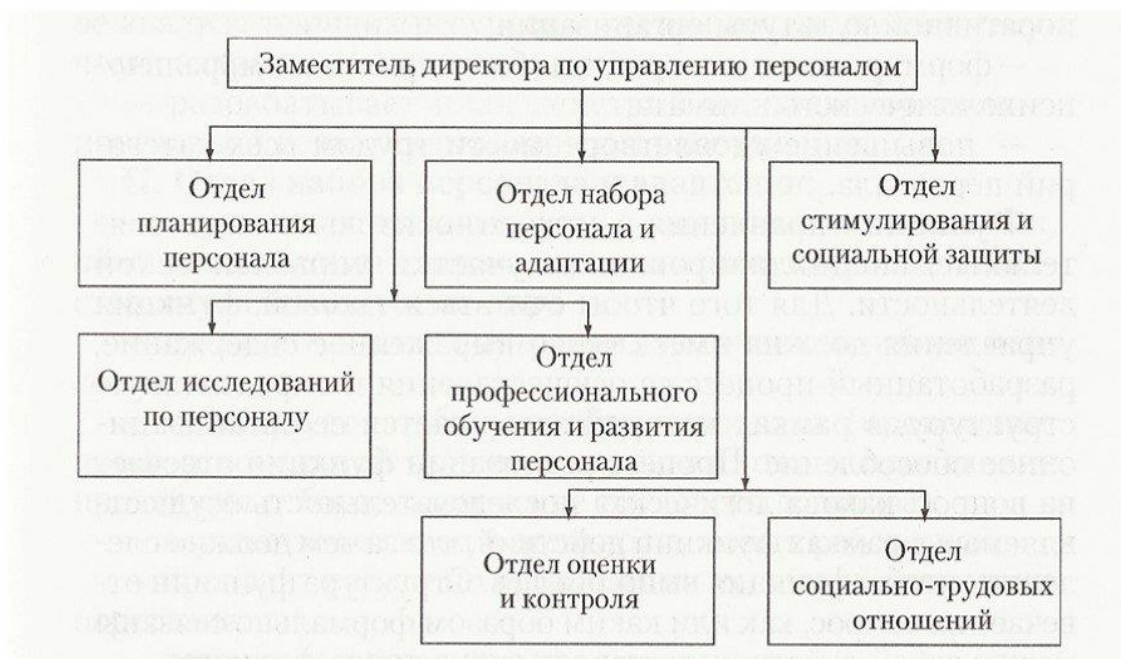 Заместитель директора по управлению персоналом
Отдел
планирования
персонала
Отдел набора
персонала и
адаптации
Отдел
стимулирования и
социальной защиты
Отдел исследований
по персоналу
Отдел
профессионального
обучения и развития
персонала
Отдел оценки
и контроля
Отдел
социально-трудовых
отношений